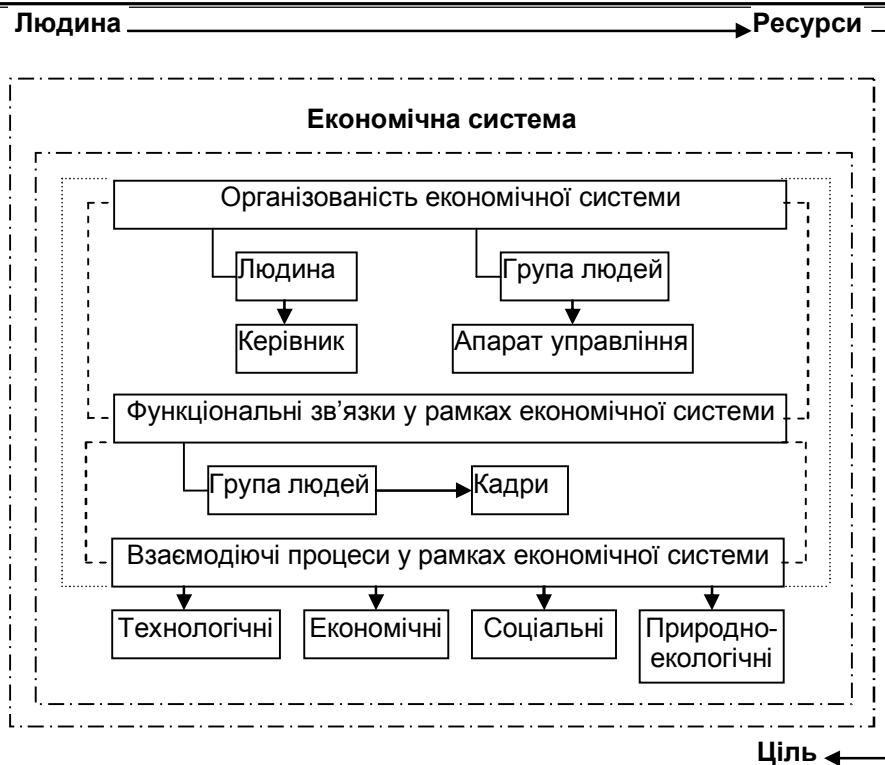 Людина Ресурси
Економічна система
Організованість економічної системи
Людина Група людей
Керівник Апарат управління
Функціональні зв’язки у рамках економічної системи
Група людей Кадри
Взаємодіючі процеси у рамках економічної системи
Технологічні Економічні Соціальні Природно-
екологічні
Ціль